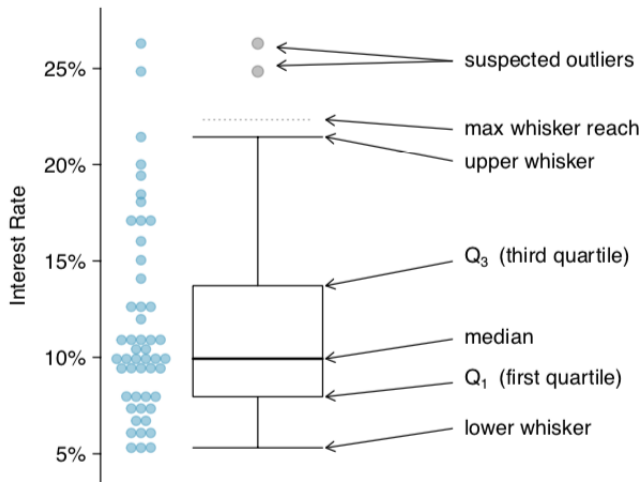 suspected outliers
25%
max whisker reach
upper whisker
20%
Interest Rate
Q3 (third quartile)
15%
median
10%
Q1 (first quartile)
lower whisker
5%